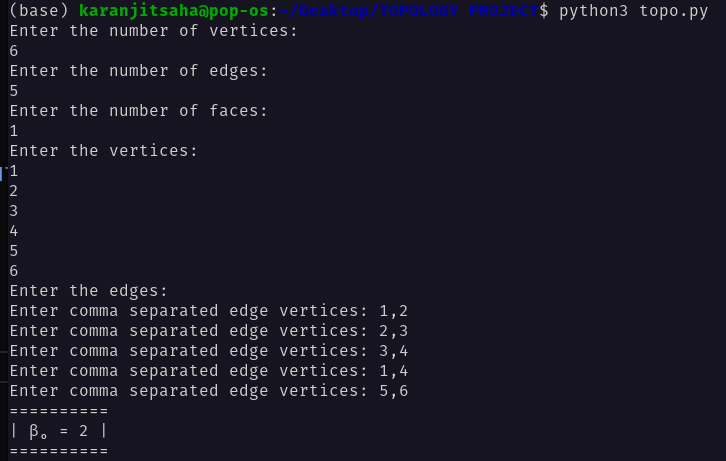 (base) karanjitsaha@pop-os:~/Desktop/TOPOLOGY PROJECT$ python3 topo.py
Enter the number of vertices:
6
Enter the number of edges:
5
Enter the number of faces:
1
Enter the vertices:
1
2
3
4
5
6
Enter the edges:
Enter comma separated edge vertices: 1,2
Enter comma separated edge vertices: 2,3
Enter comma separated edge vertices: 3,4
Enter comma separated edge vertices: 1,4
Enter comma separated edge vertices: 5,6
==========
| β₀ = 2 |
==========